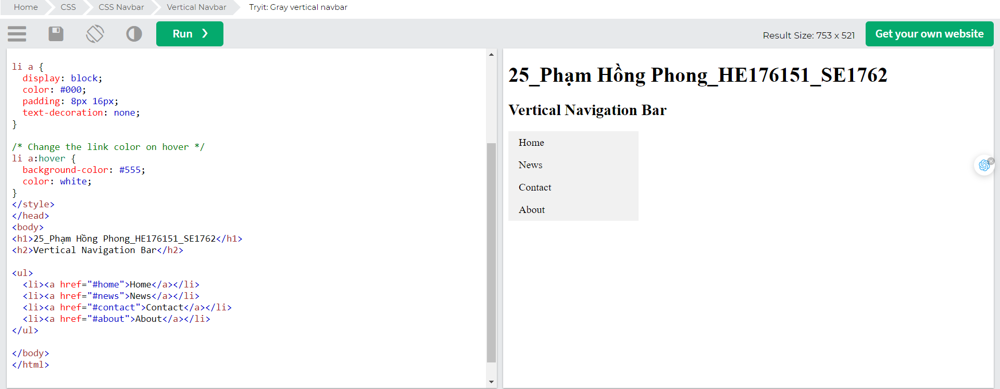 Home CSS CSS Navbar Vertical Navbar Tryit: Gray vertical navbar
Run ❯ Result Size: 753 x 521 Get your own website
li a {
  display: block;
  color: #000;
  padding: 8px 16px;
  text-decoration: none;
}
/* Change the link color on hover */
li a:hover {
  background-color: #555;
  color: white;
}
</style>
</head>
<body>
<h1>25_Phạm Hồng Phong_HE176151_SE1762</h1>
<h2>Vertical Navigation Bar</h2>
<ul>
  <li><a href="#home">Home</a></li>
  <li><a href="#news">News</a></li>
  <li><a href="#contact">Contact</a></li>
  <li><a href="#about">About</a></li>
</ul>
</body>
</html>
25_Phạm Hồng Phong_HE176151_SE1762
Vertical Navigation Bar
Home
News
Contact
About